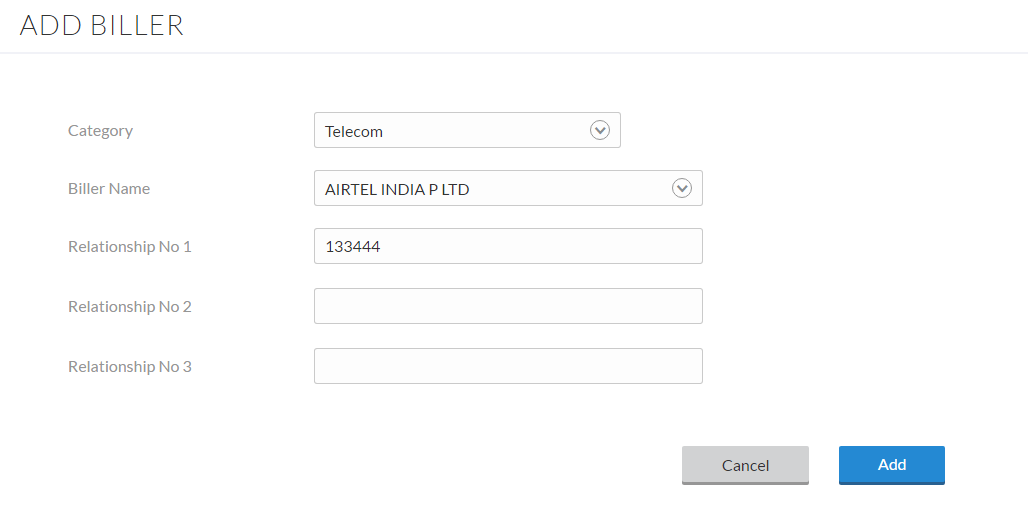 ADD BILLER
Category
Telecom
Biller Name
AIRTEL INDIA P LTD
Relationship No 1
133444
Relationship No 2
Relationship No 3
Cancel
Add